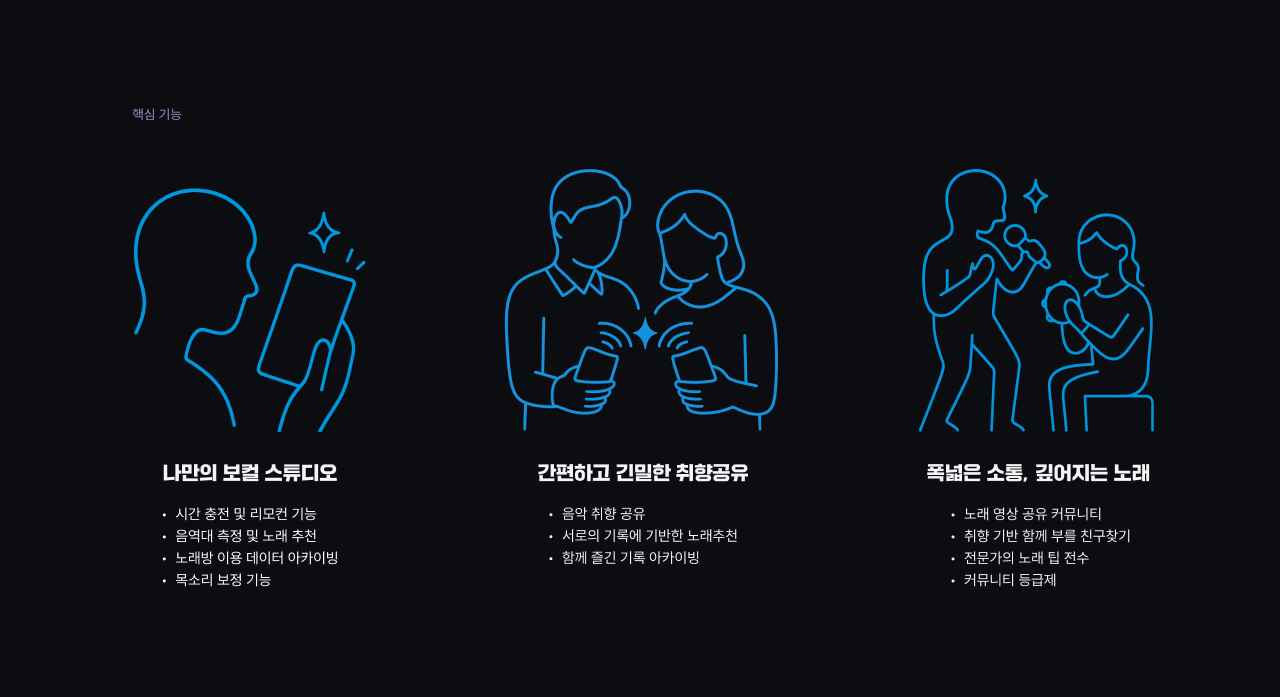 핵심 기능
나만의 보컬 스튜디오
• 시간 충전 및 리모컨 기능
• 음역대 측정 및 노래 추천
• 노래방 이용 데이터 아카이빙
• 목소리 보정 기능
간편하고 긴밀한 취향공유
• 음악 취향 공유
• 서로의 기록에 기반한 노래추천
• 함께 즐긴 기록 아카이빙
폭넓은 소통, 깊어지는 노래
• 노래 영상 공유 커뮤니티
• 취향 기반 함께 부를 친구찾기
• 전문가의 노래 팁 전수
• 커뮤니티 등급제